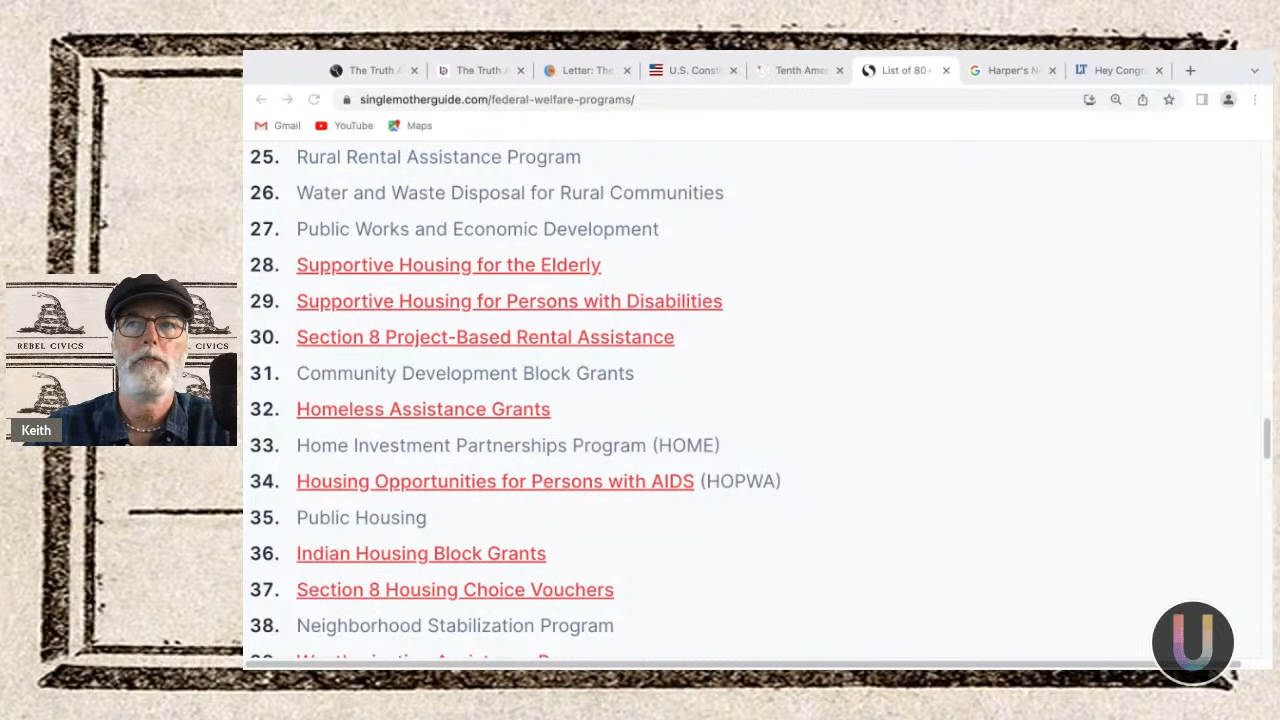 The Truth A
The Truth A
Letter: The
U.S. Consti
Tenth Ame
List of 80+
Harper's N
Hey Congr
singlemotherguide.com/federal-welfare-programs/
Gmail
YouTube
Maps
25. Rural Rental Assistance Program
26. Water and Waste Disposal for Rural Communities
27. Public Works and Economic Development
28. Supportive Housing for the Elderly
29. Supportive Housing for Persons with Disabilities
30. Section 8 Project-Based Rental Assistance
31. Community Development Block Grants
32. Homeless Assistance Grants
33. Home Investment Partnerships Program (HOME)
34. Housing Opportunities for Persons with AIDS (HOPWA)
35. Public Housing
36. Indian Housing Block Grants
37. Section 8 Housing Choice Vouchers
38. Neighborhood Stabilization Program
REBEL CIVICS
CIVICS
Keith
U